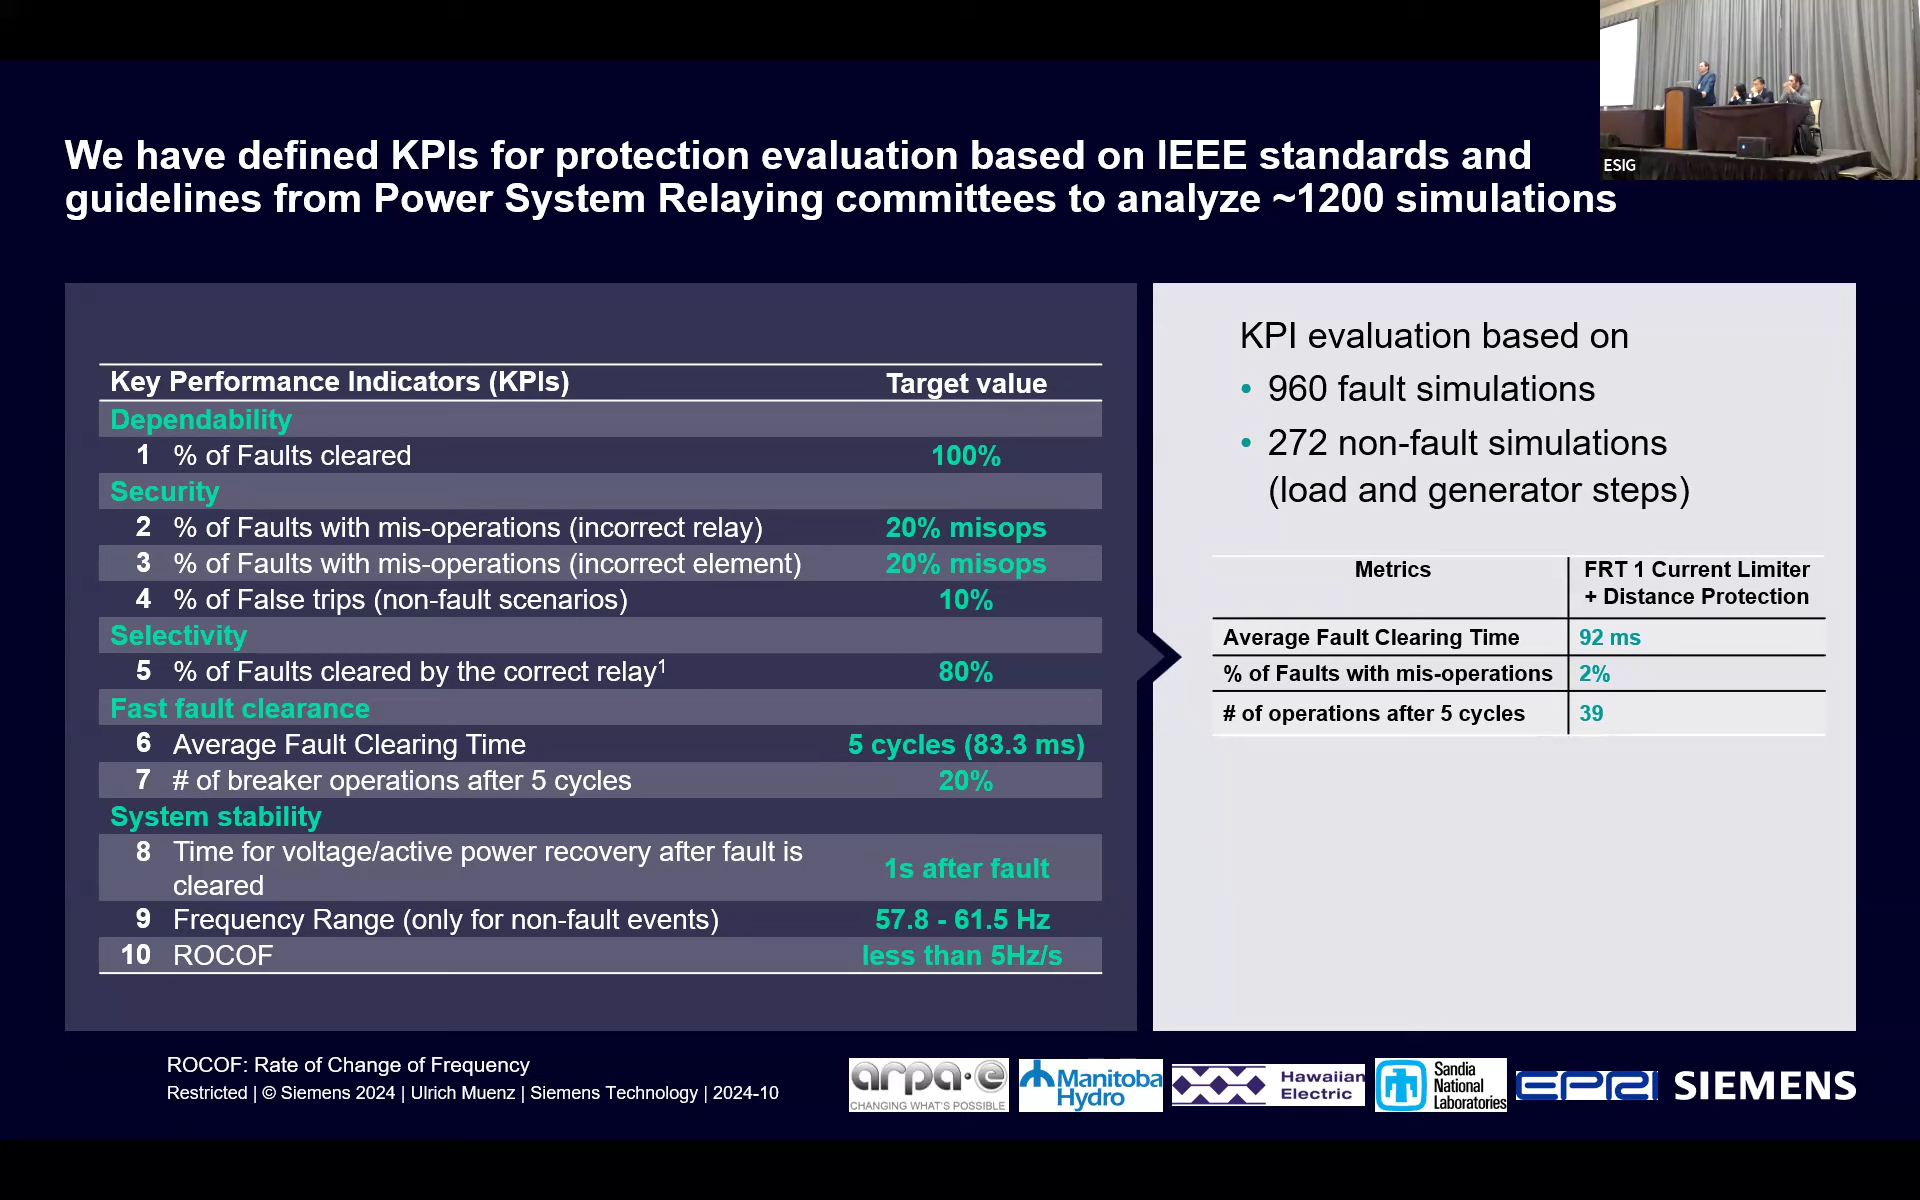 ESIG
We have defined KPIs for protection evaluation based on IEEE standards and
guidelines from Power System Relaying committees to analyze ~1200 simulations
Key Performance Indicators (KPIs) Target value
Dependability
1 % of Faults cleared 100%
Security
2 % of Faults with mis-operations (incorrect relay) 20% misops
3 % of Faults with mis-operations (incorrect element) 20% misops
4 % of False trips (non-fault scenarios) 10%
Selectivity
5 % of Faults cleared by the correct relay¹ 80%
Fast fault clearance
6 Average Fault Clearing Time 5 cycles (83.3 ms)
7 # of breaker operations after 5 cycles 20%
System stability
8 Time for voltage/active power recovery after fault is
cleared 1s after fault
9 Frequency Range (only for non-fault events) 57.8 - 61.5 Hz
10 ROCOF less than 5Hz/s
KPI evaluation based on
• 960 fault simulations
• 272 non-fault simulations
(load and generator steps)
Metrics FRT 1 Current Limiter
+ Distance Protection
Average Fault Clearing Time 92 ms
% of Faults with mis-operations 2%
# of operations after 5 cycles 39
ROCOF: Rate of Change of Frequency
Restricted | © Siemens 2024 | Ulrich Muenz | Siemens Technology | 2024-10
arpa·e
CHANGING WHAT'S POSSIBLE
Manitoba
Hydro
Hawaiian
Electric
Sandia
National
Laboratories
EPRI
SIEMENS